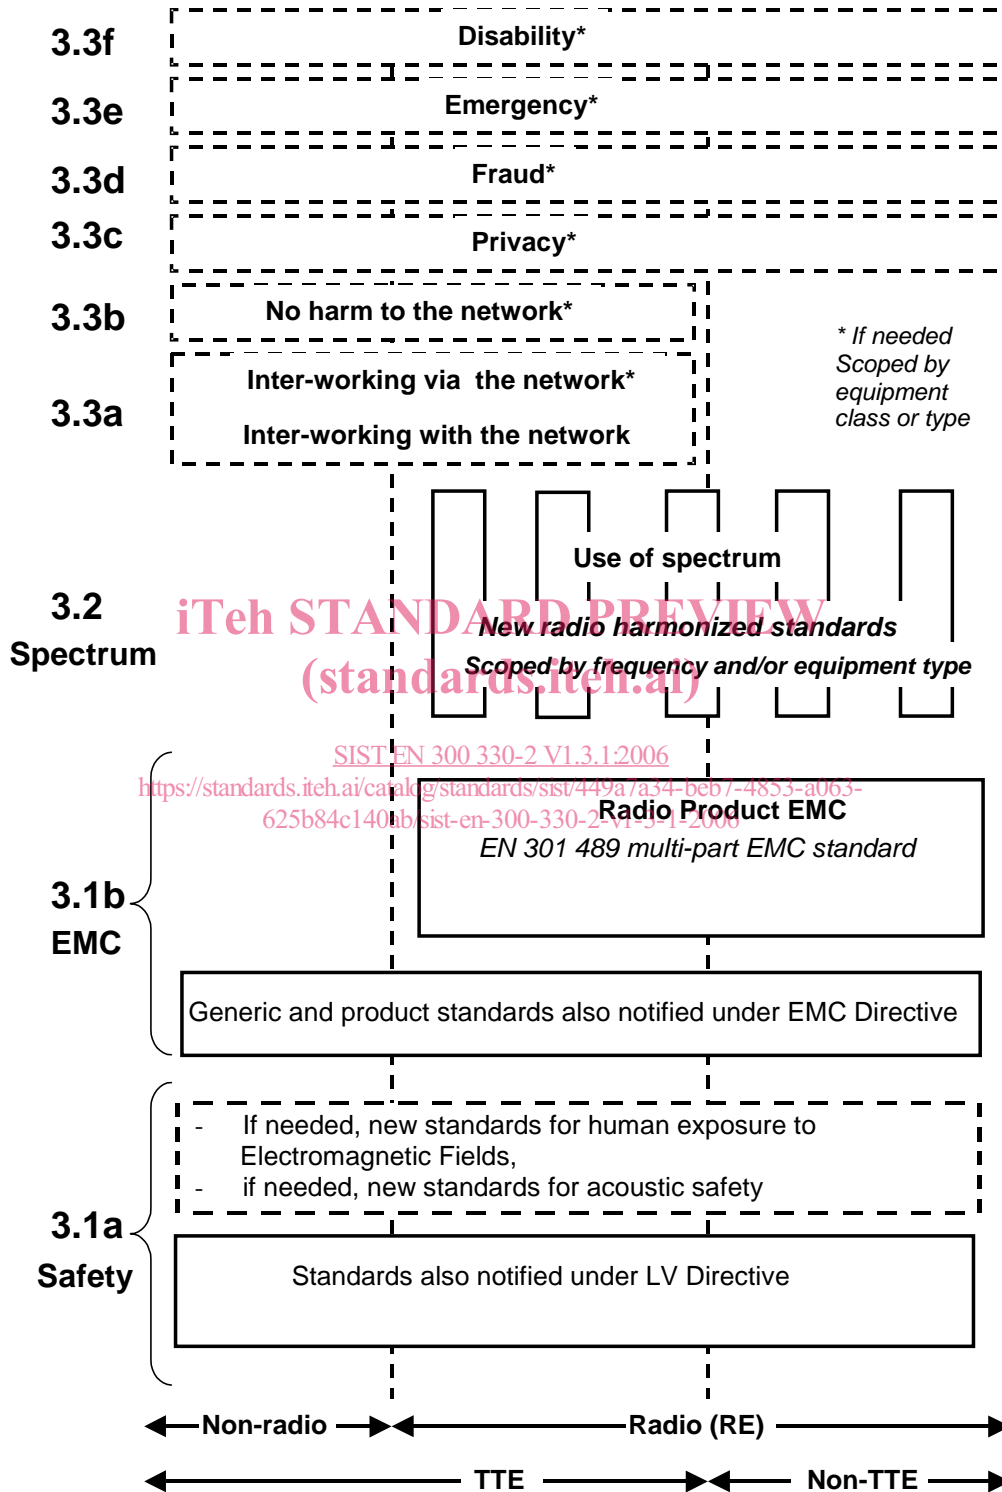 3.3f
Disability*
3.3e
Emergency*
3.3d
Fraud*
3.3c
Privacy*
3.3b
No harm to the network*
* If needed
Scoped by
equipment
class or type
3.3a
Inter-working via the network*
Inter-working with the network
3.2
Spectrum
Use of spectrum
New radio harmonized standards
Scoped by frequency and/or equipment type
iTeh STANDARD PREVIEW
(standards.iteh.ai)
SIST EN 300 330-2 V1.3.1:2006
https://standards.iteh.ai/catalog/standards/sist/449a7a34-beb7-4853-a063-
625b84c140ab/sist-en-300-330-2-v1-3-1-2006
3.1b
EMC
Radio Product EMC
EN 301 489 multi-part EMC standard
Generic and product standards also notified under EMC Directive
3.1a
Safety
- If needed, new standards for human exposure to
Electromagnetic Fields,
- if needed, new standards for acoustic safety
Standards also notified under LV Directive
Non-radio
Radio (RE)
TTE
Non-TTE